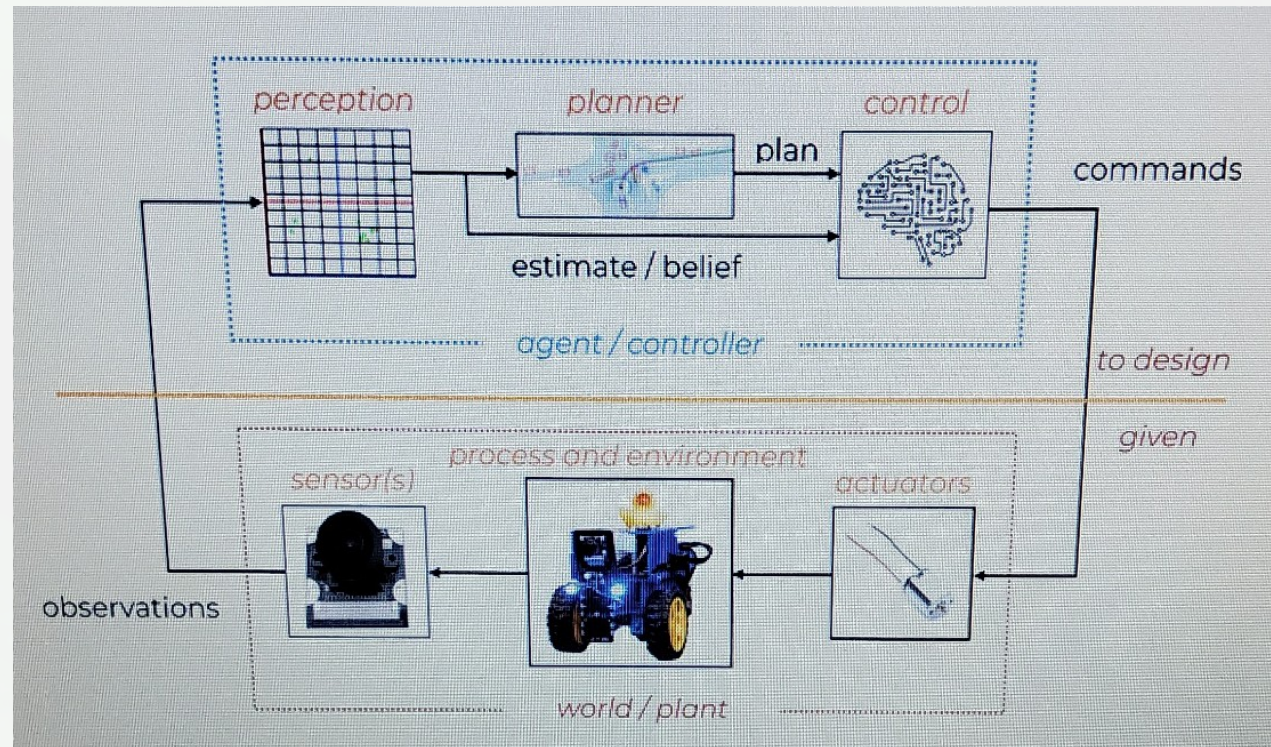 perception
planner
control
plan
commands
estimate / belief
agent / controller
to design
given
process and environment
sensor(s)
actuators
observations
world / plant